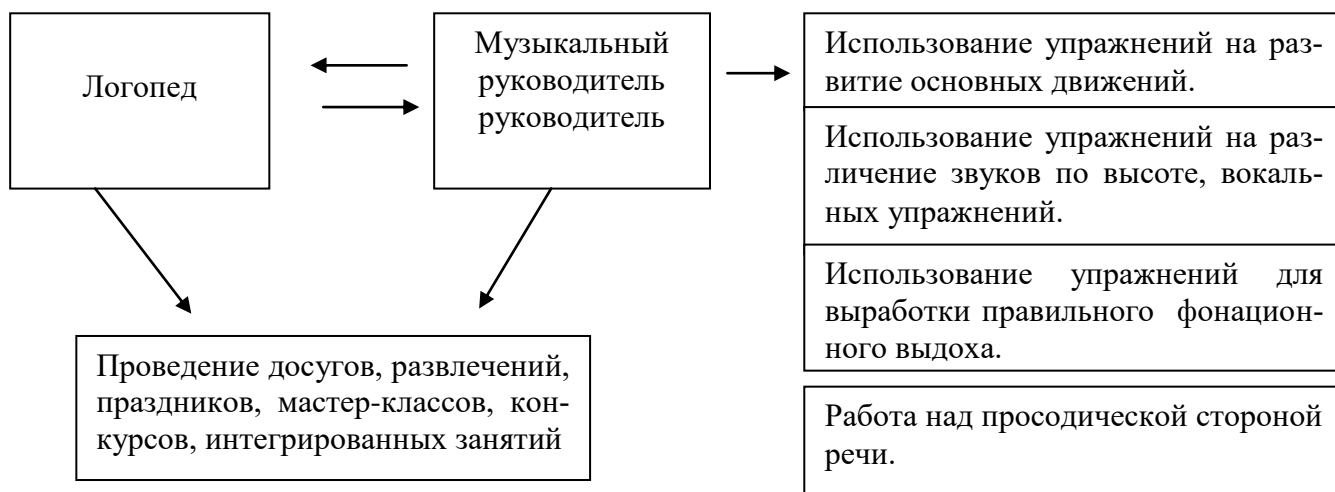 Логопед
Музыкальный
руководитель
руководитель
Использование упражнений на раз-
витие основных движений.
Использование упражнений на раз-
личение звуков по высоте, вокаль-
ных упражнений.
Использование упражнений для
выработки правильного фонацион-
ного выдоха.
Работа над просодической стороной
речи.
Проведение досугов, развлечений,
праздников, мастер-классов, кон-
курсов, интегрированных занятий